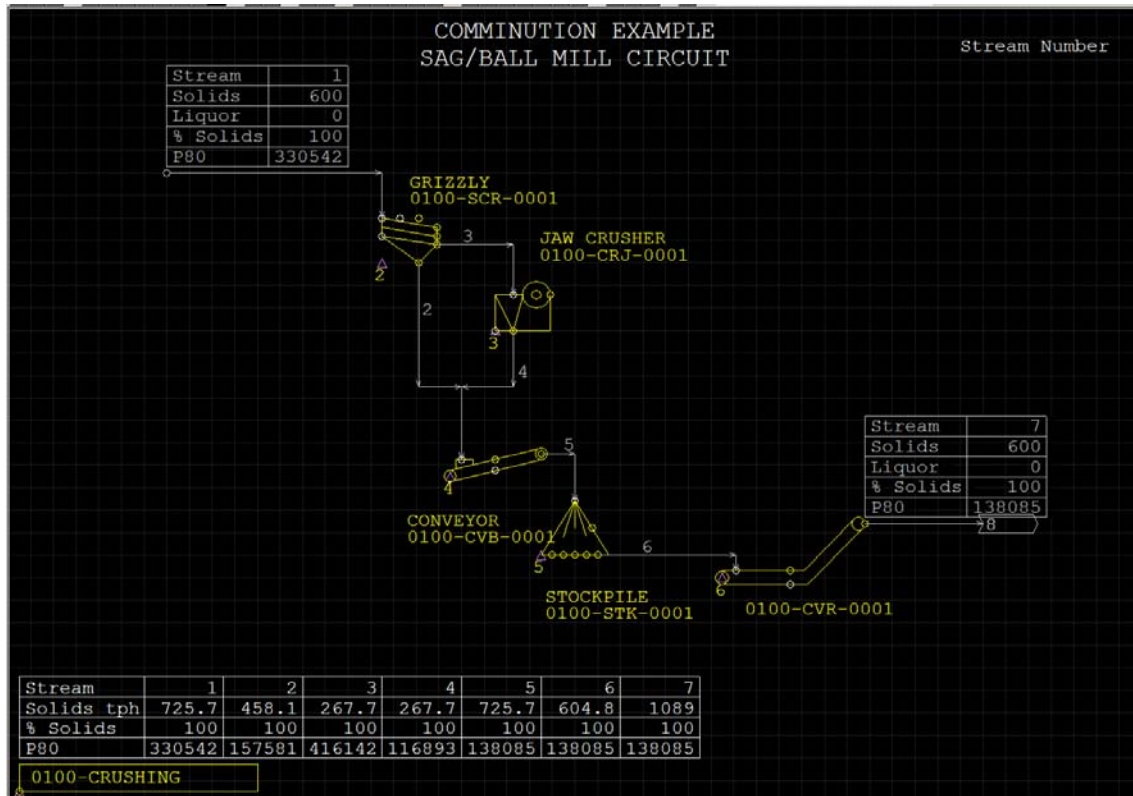 COMMINUTION EXAMPLE
SAG/BALL MILL CIRCUIT
Stream Number
Stream 1
Solids 600
Liquor 0
% Solids 100
P80 330542
GRIZZLY
0100-SCR-0001
3
JAW CRUSHER
0100-CRJ-0001
2
2
3
4
Stream 7
Solids 600
Liquor 0
% Solids 100
P80 138085
8
5
4
CONVEYOR
0100-CVB-0001
5
6
6
STOCKPILE
0100-STK-0001
0100-CVR-0001
Stream 1 2 3 4 5 6 7
Solids tph 725.7 458.1 267.7 267.7 725.7 604.8 1089
% Solids 100 100 100 100 100 100 100
P80 330542 157581 416142 116893 138085 138085 138085
0100-CRUSHING